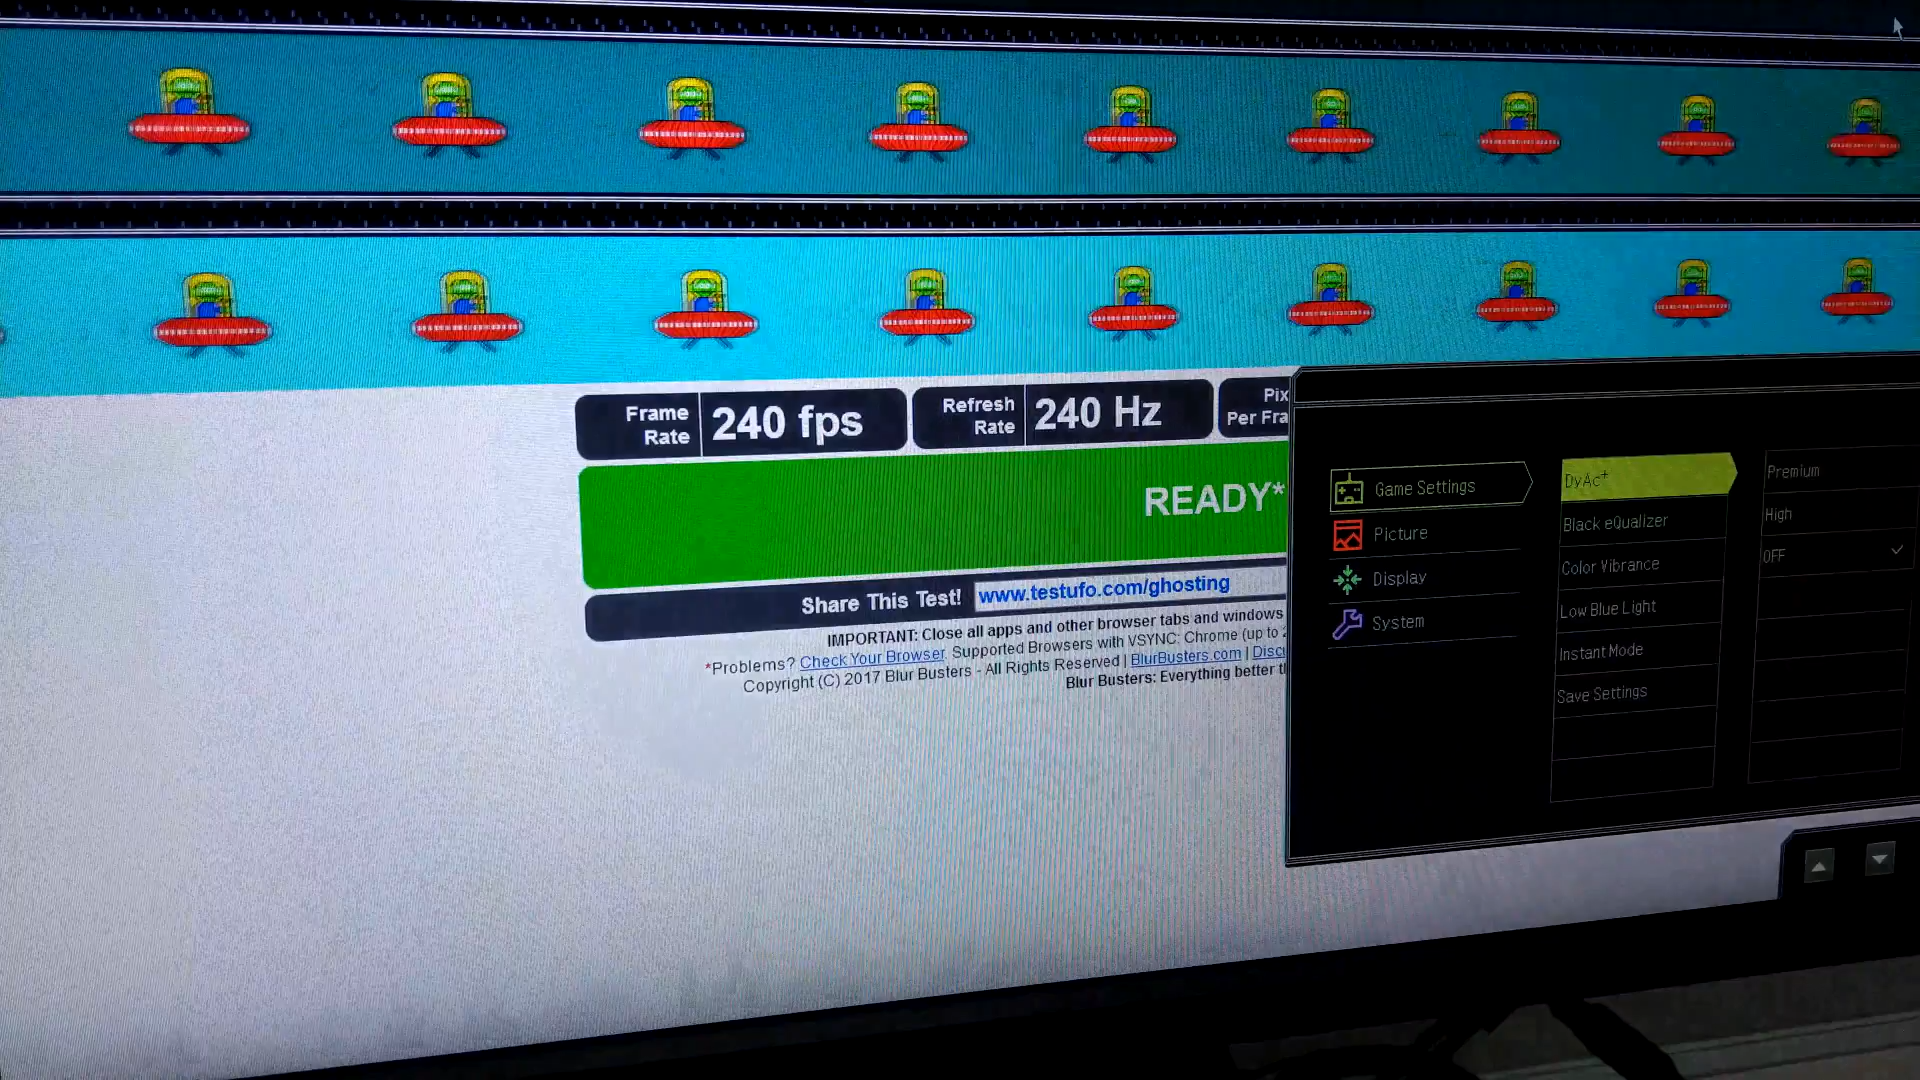 Frame Rate 240 fps
Refresh Rate 240 Hz
Pix
Per Fra
READY*
Share This Test! www.testufo.com/ghosting
IMPORTANT: Close all apps and other browser tabs and windows
*Problems? Check Your Browser. Supported Browsers with VSYNC: Chrome (up to 2
Copyright (C) 2017 Blur Busters - All Rights Reserved | BlurBusters.com | Discu
Blur Busters: Everything better t
Game Settings
Picture
Display
System
DyAc+
Black eQualizer
Color Vibrance
Low Blue Light
Instant Mode
Save Settings
Premium
High
OFF